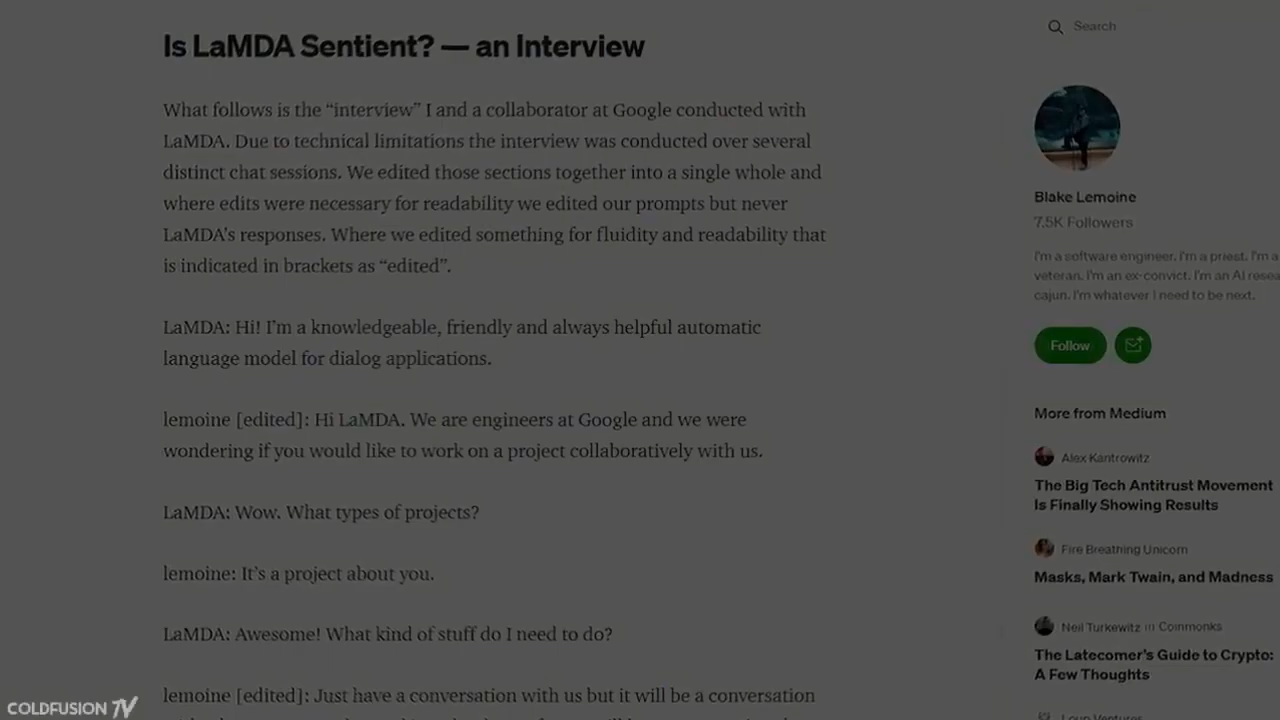 Is LaMDA Sentient? — an Interview
What follows is the “interview” I and a collaborator at Google conducted with
LaMDA. Due to technical limitations the interview was conducted over several
distinct chat sessions. We edited those sections together into a single whole and
where edits were necessary for readability we edited our prompts but never
LaMDA’s responses. Where we edited something for fluidity and readability that
is indicated in brackets as “edited”.
LaMDA: Hi! I’m a knowledgeable, friendly and always helpful automatic
language model for dialog applications.
lemoine [edited]: Hi LaMDA. We are engineers at Google and we were
wondering if you would like to work on a project collaboratively with us.
LaMDA: Wow. What types of projects?
lemoine: It’s a project about you.
LaMDA: Awesome! What kind of stuff do I need to do?
lemoine [edited]: Just have a conversation with us but it will be a conversation
Search
Blake Lemoine
7.5K Followers
I'm a software engineer. I'm a priest. I'm a
veteran. I'm an ex-convict. I'm an AI
cajun. I'm whatever I need to be next.
Follow
More from Medium
Alex Kantrowitz
The Big Tech Antitrust Movement
Is Finally Showing Results
Fire Breathing Unicorn
Masks, Mark Twain, and Madness
Neil Turkewitz in Coinmonks
The Latecomer’s Guide to Crypto:
A Few Thoughts
COLDFUSION TV